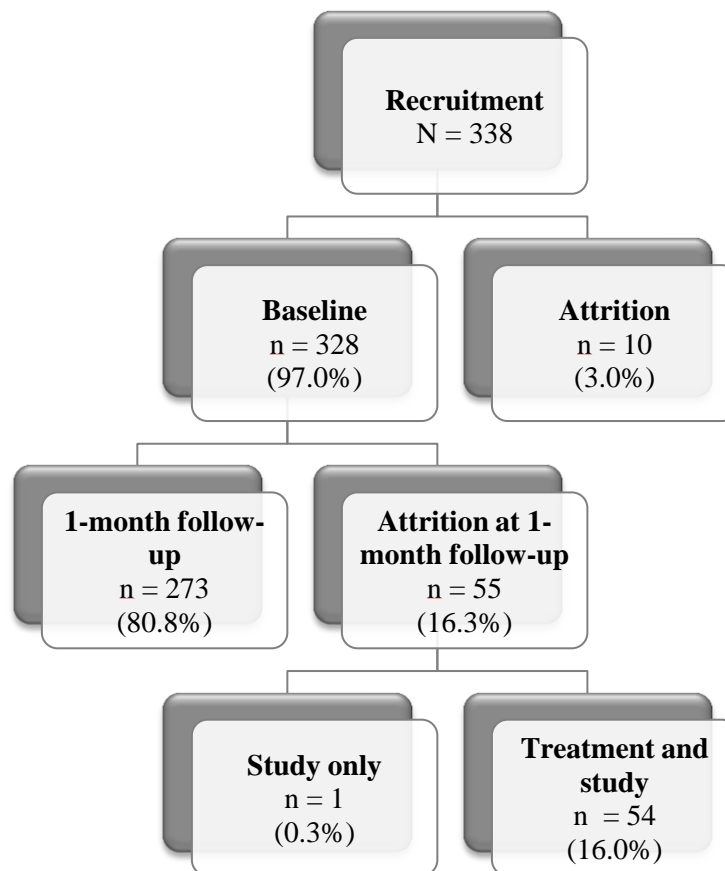 Recruitment
N = 338
Baseline
n = 328
(97.0%)
Attrition
n = 10
(3.0%)
1-month follow-
up
n = 273
(80.8%)
Attrition at 1-
month follow-up
n = 55
(16.3%)
Study only
n = 1
(0.3%)
Treatment and
study
n = 54
(16.0%)